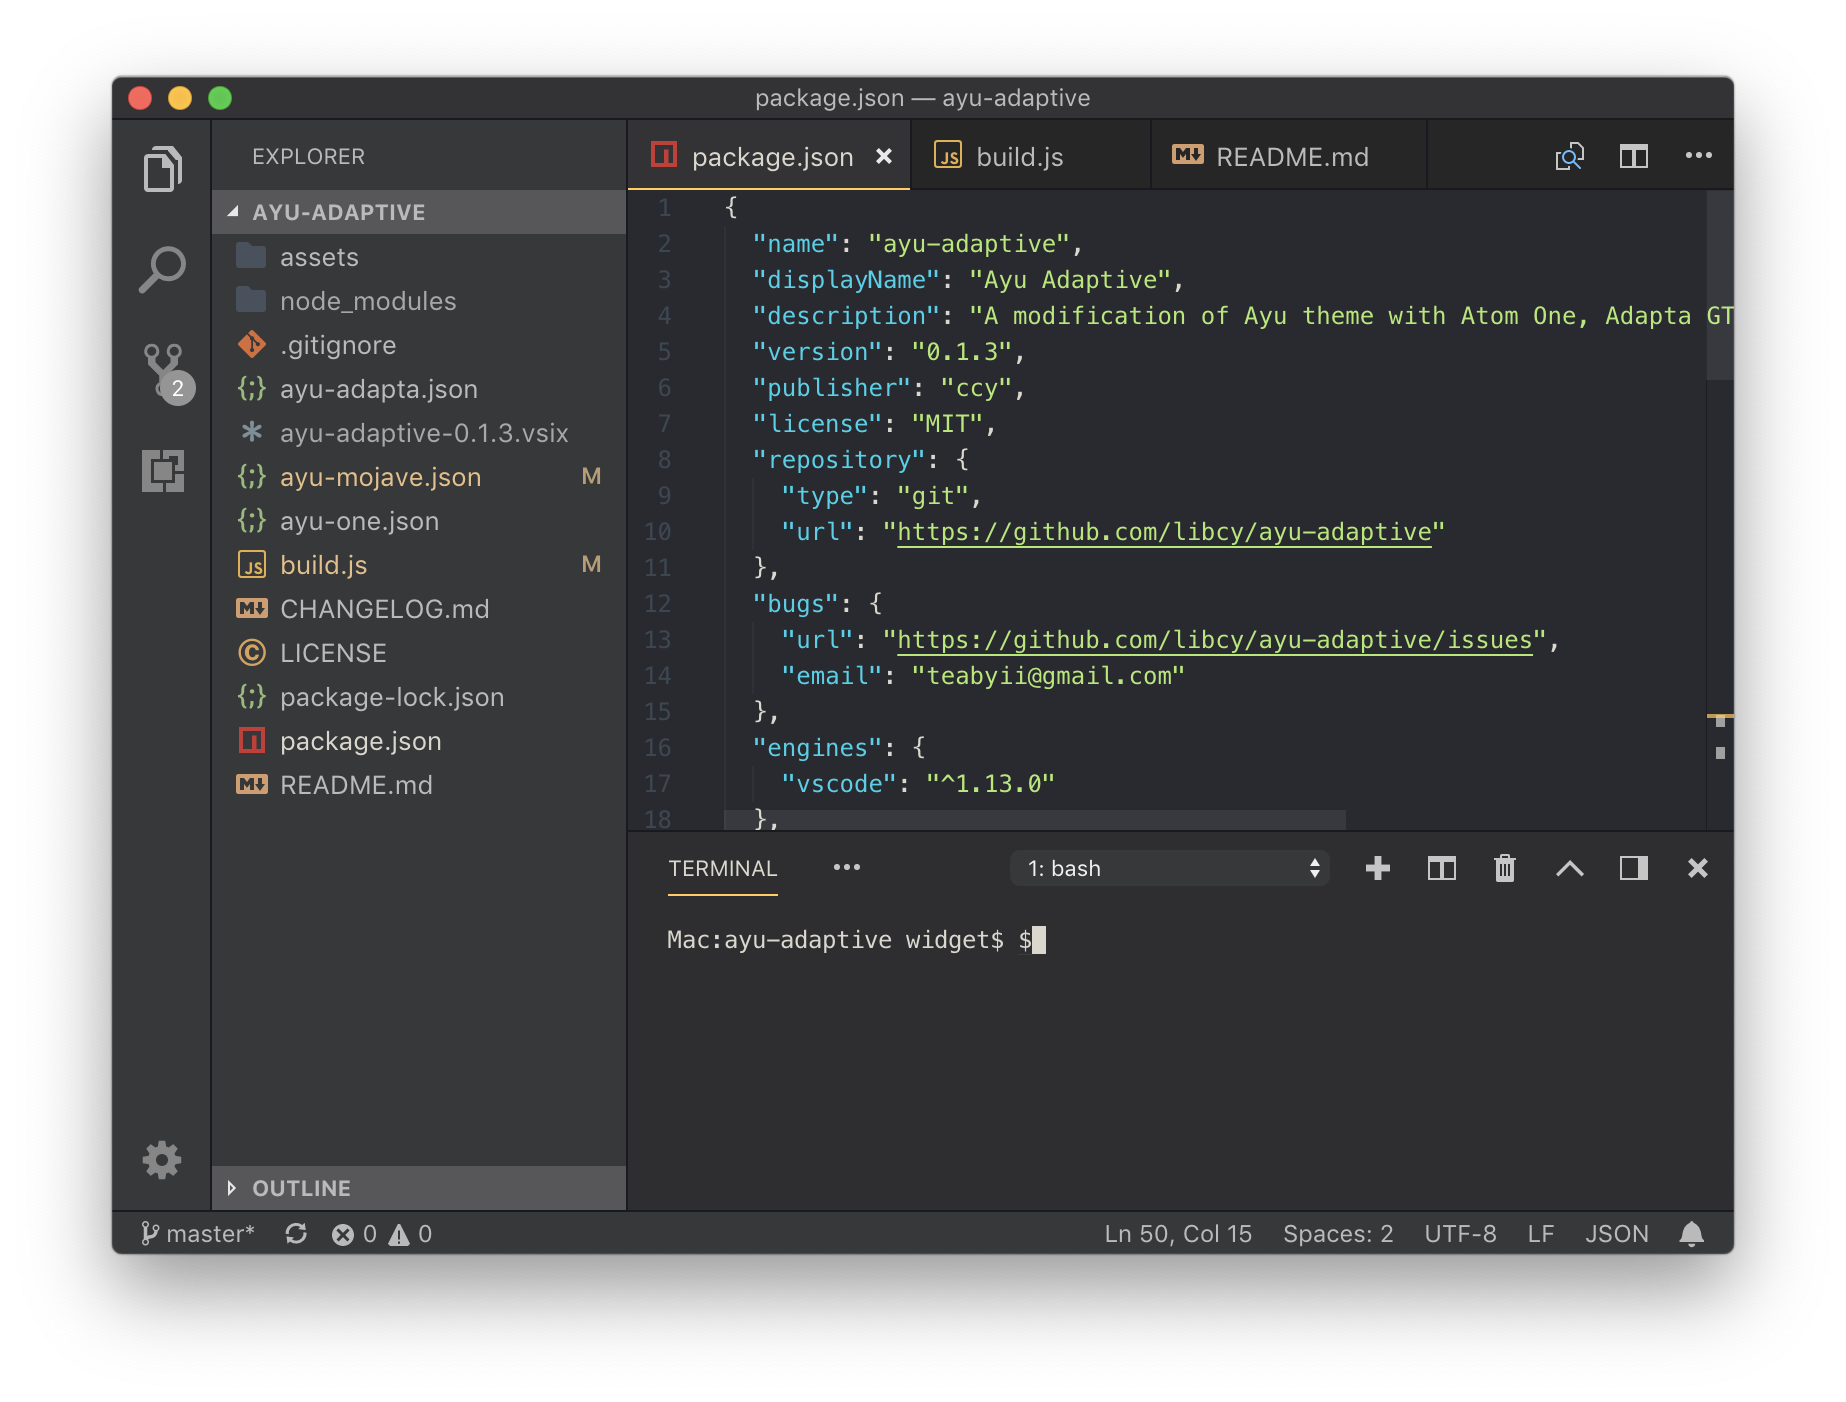 package.json — ayu-adaptive
EXPLORER
AYU-ADAPTIVE
assets
node_modules
.gitignore
ayu-adapta.json
ayu-adaptive-0.1.3.vsix
ayu-mojave.json M
ayu-one.json
build.js M
CHANGELOG.md
LICENSE
package-lock.json
package.json
README.md
OUTLINE
2
package.json build.js README.md
1 {
2 "name": "ayu-adaptive",
3 "displayName": "Ayu Adaptive",
4 "description": "A modification of Ayu theme with Atom One, Adapta GT
5 "version": "0.1.3",
6 "publisher": "ccy",
7 "license": "MIT",
8 "repository": {
9 "type": "git",
10 "url": "https://github.com/libcy/ayu-adaptive"
11 },
12 "bugs": {
13 "url": "https://github.com/libcy/ayu-adaptive/issues",
14 "email": "teabyii@gmail.com"
15 },
16 "engines": {
17 "vscode": "^1.13.0"
18 },
TERMINAL ••• 1: bash
Mac:ayu-adaptive widget$ $
master* 0 0 Ln 50, Col 15 Spaces: 2 UTF-8 LF JSON